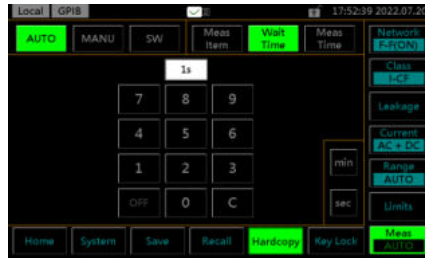 Local GPIB 17:52:39 2022.07.20
AUTO MANU SW Meas Item Wait Time Meas Time
Network
F-F(ON)
Class
I-CF
1s
7 8 9
Leakage
4 5 6
Current
AC + DC
1 2 3
min
Range
AUTO
OFF 0 C
sec
Limits
Home System Save Recall Hardcopy Key Lock
Meas
AUTO